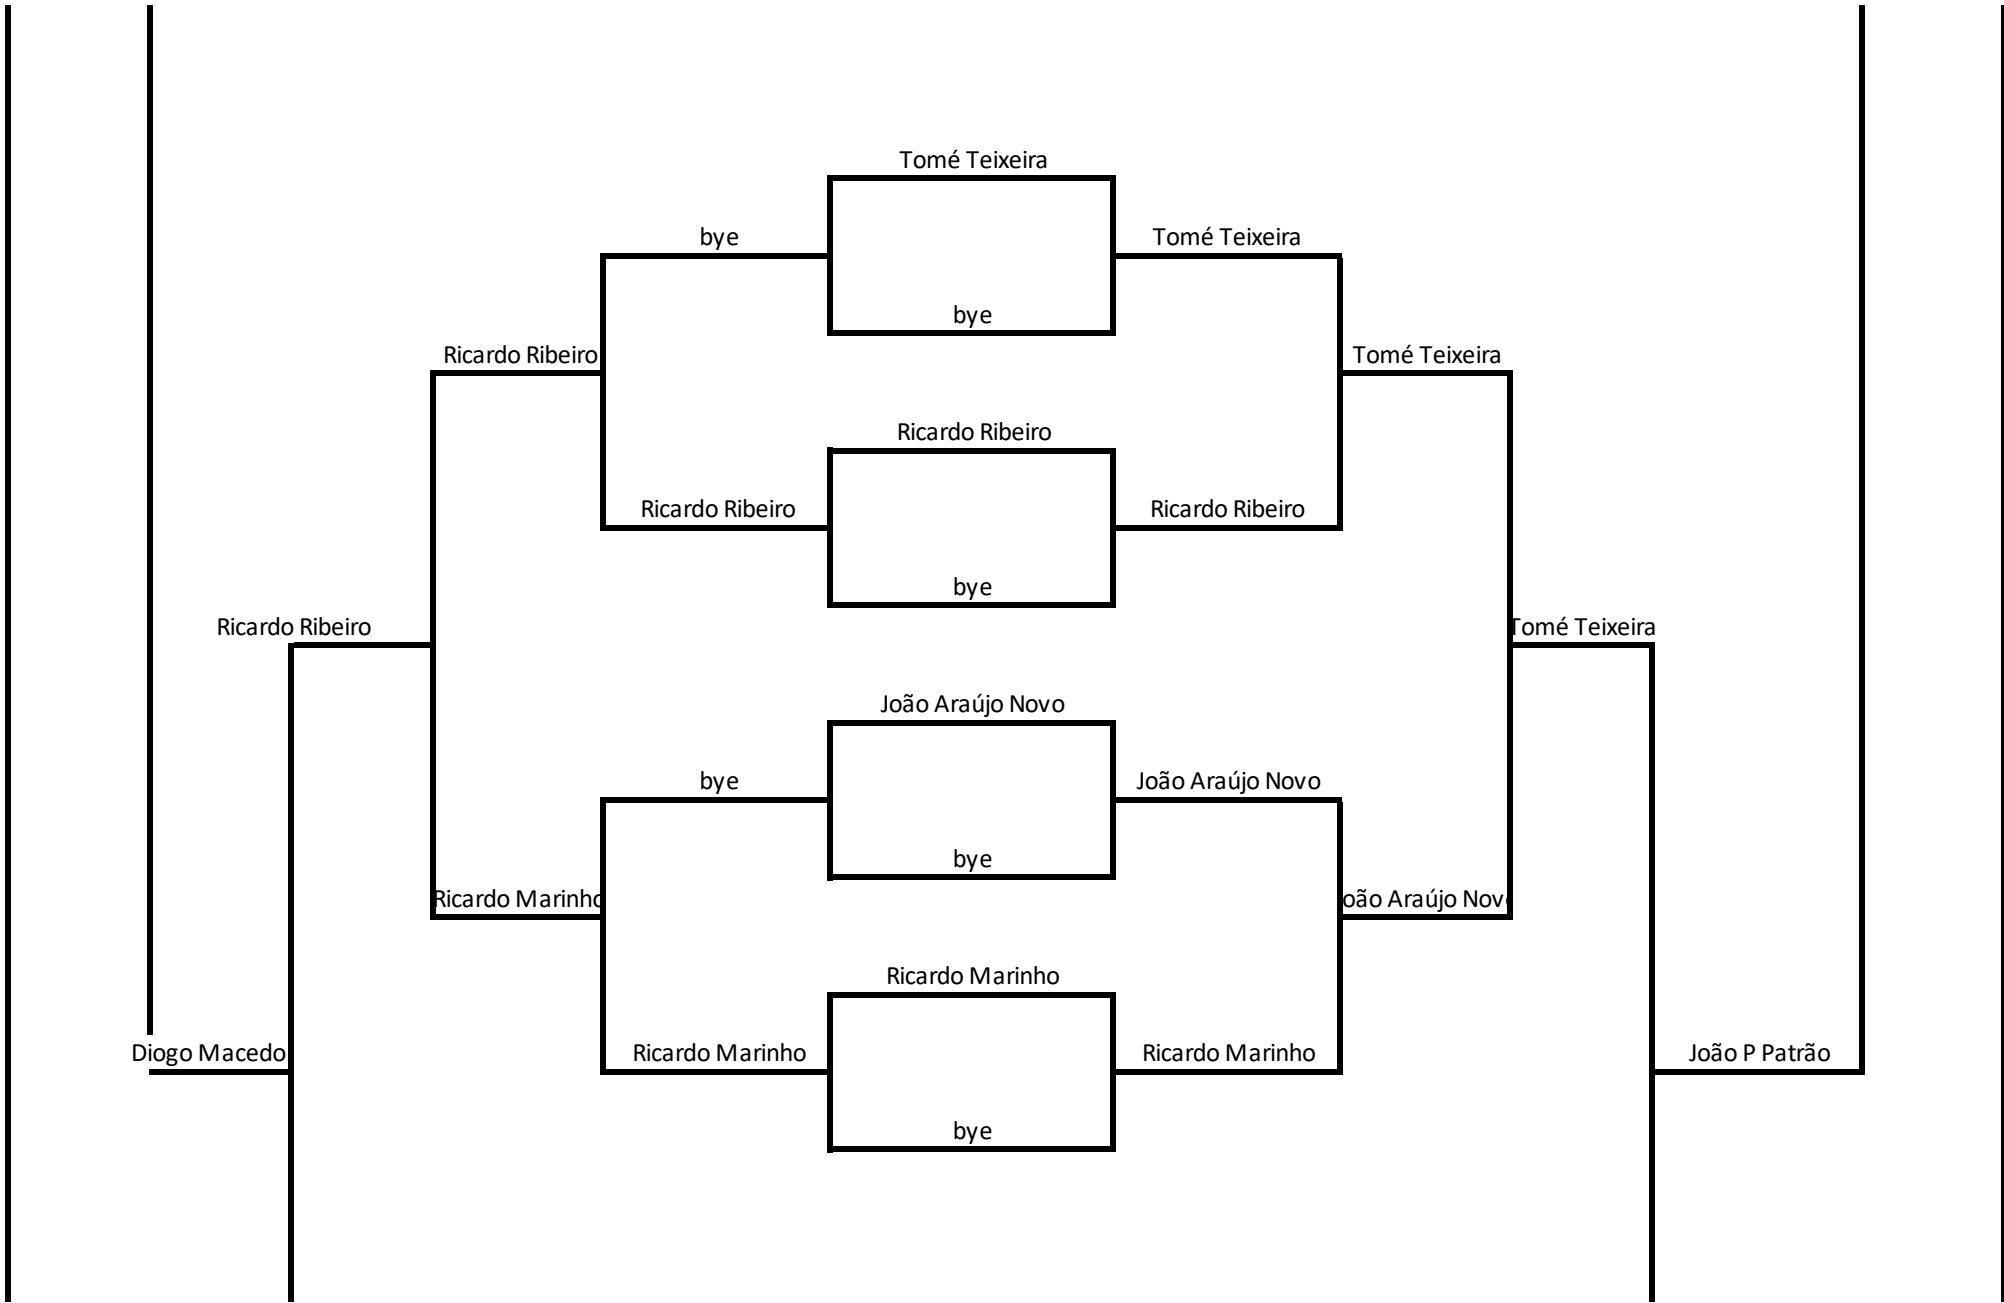 Tomé Teixeira
bye
Tomé Teixeira
bye
Ricardo Ribeiro
Tomé Teixeira
Ricardo Ribeiro
Ricardo Ribeiro
Ricardo Ribeiro
bye
Ricardo Ribeiro
Tomé Teixeira
João Araújo Novo
bye
João Araújo Novo
bye
Ricardo Marinho
oão Araújo Nov
Ricardo Marinho
Diogo Macedo
Ricardo Marinho
Ricardo Marinho
João P Patrão
bye